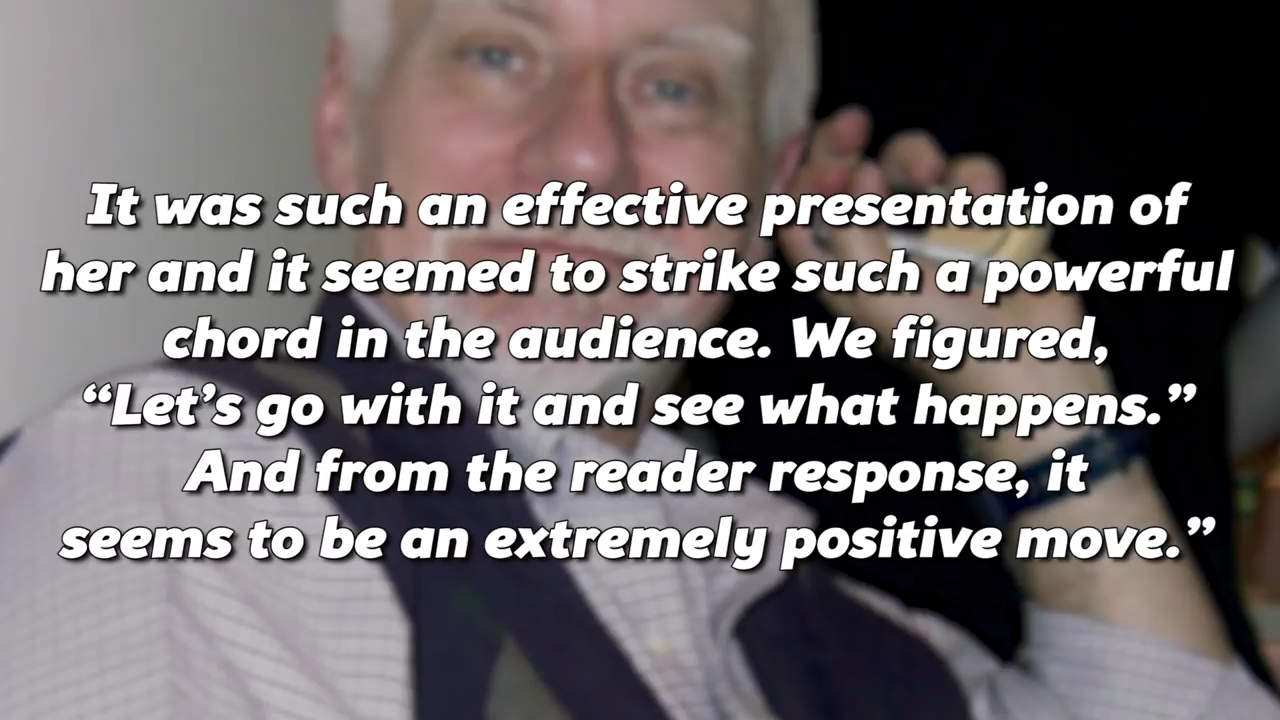 It was such an effective presentation of
her and it seemed to strike such a powerful
chord in the audience. We figured,
“Let’s go with it and see what happens.”
And from the reader response, it
seems to be an extremely positive move.”